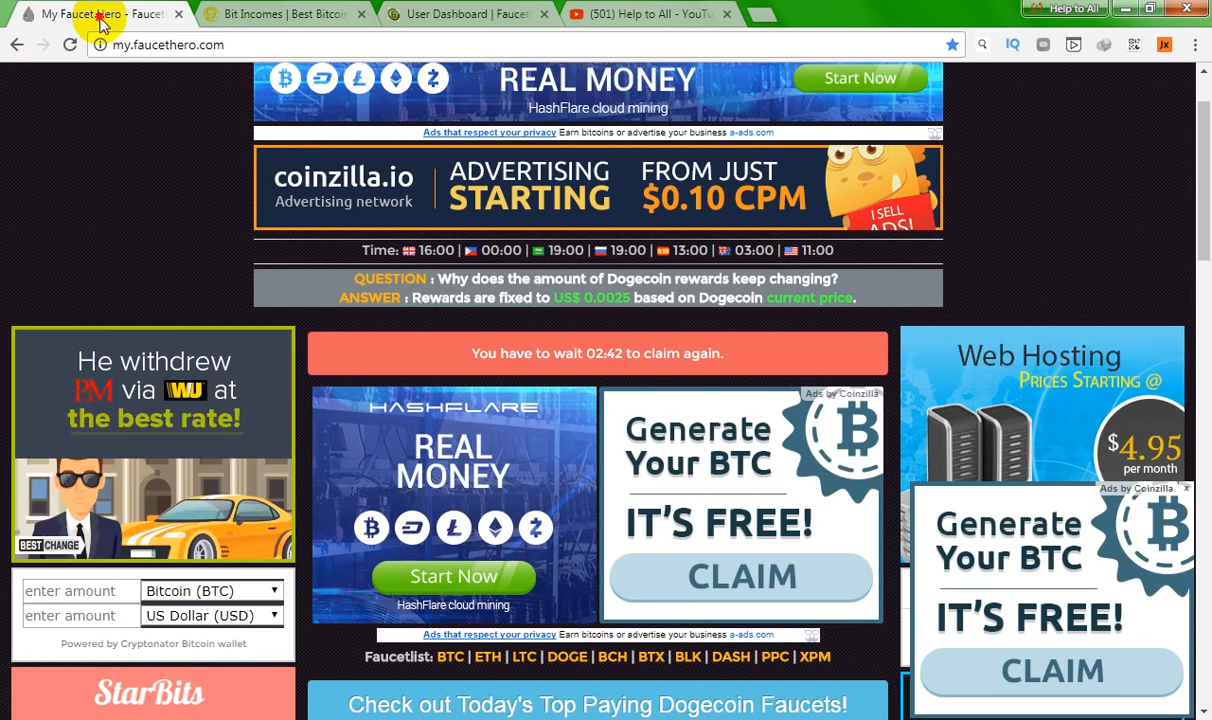 My Faucet Hero - Faucet
Bit Incomes | Best Bitcoin
User Dashboard | Faucet
(501) Help to All - YouTu
Help to All
my.faucethero.com
IQ
Jx
REAL MONEY
HashFlare cloud mining
Start Now
Ads that respect your privacy Earn bitcoins or advertise your business a-ads.com
coinzilla.io
Advertising network
ADVERTISING
STARTING
FROM JUST
$0.10 CPM
I SELL
ADS!
Time: 16:00 | 00:00 | 19:00 | 19:00 | 13:00 | 03:00 | 11:00
QUESTION : Why does the amount of Dogecoin rewards keep changing?
ANSWER : Rewards are fixed to US$ 0.0025 based on Dogecoin current price.
He withdrew
PM via WU at
the best rate!
BEST CHANGE
You have to wait 02:42 to claim again.
HASHFLARE
REAL
MONEY
Start Now
HashFlare cloud mining
Ads by Coinzilla
Generate
Your BTC
IT'S FREE!
CLAIM
Web Hosting
PRICES STARTING @
$4.95
per month
Ads by Coinzilla x
Generate
Your BTC
IT'S FREE!
CLAIM
enter amount Bitcoin (BTC)
enter amount US Dollar (USD)
Powered by Cryptonator Bitcoin wallet
StarBits
Ads that respect your privacy Earn bitcoins or advertise your business a-ads.com
Faucetlist: BTC | ETH | LTC | DOGE | BCH | BTX | BLK | DASH | PPC | XPM
Check out Today's Top Paying Dogecoin Faucets!